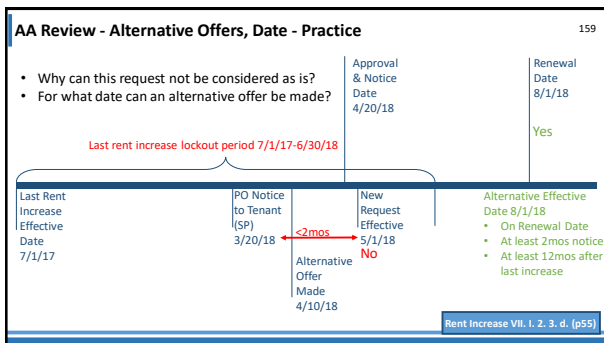 AA Review - Alternative Offers, Date - Practice
159
• Why can this request not be considered as is?
• For what date can an alternative offer be made?
Approval
& Notice
Date
4/20/18
Renewal
Date
8/1/18
Yes
Last rent increase lockout period 7/1/17-6/30/18
Last Rent
Increase
Effective
Date
7/1/17
PO Notice
to Tenant
(SP)
3/20/18
<2mos
Alternative
Offer
Made
4/10/18
New
Request
Effective
5/1/18
No
Alternative Effective
Date 8/1/18
• On Renewal Date
• At least 2mos notice
• At least 12mos after
last increase
Rent Increase VII. I. 2. 3. d. (p55)